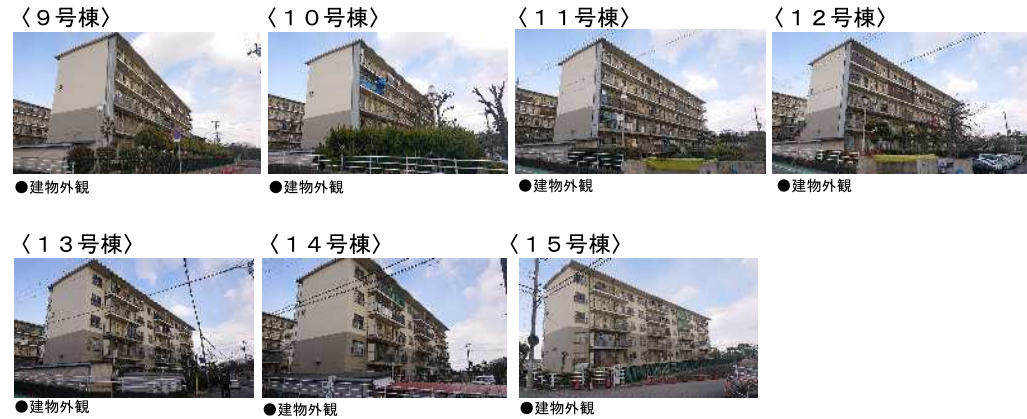 〈９号棟〉
〈１０号棟〉
〈１１号棟〉
〈１２号棟〉
●建物外観
●建物外観
●建物外観
●建物外観
〈１３号棟〉
〈１４号棟〉
〈１５号棟〉
●建物外観
●建物外観
●建物外観